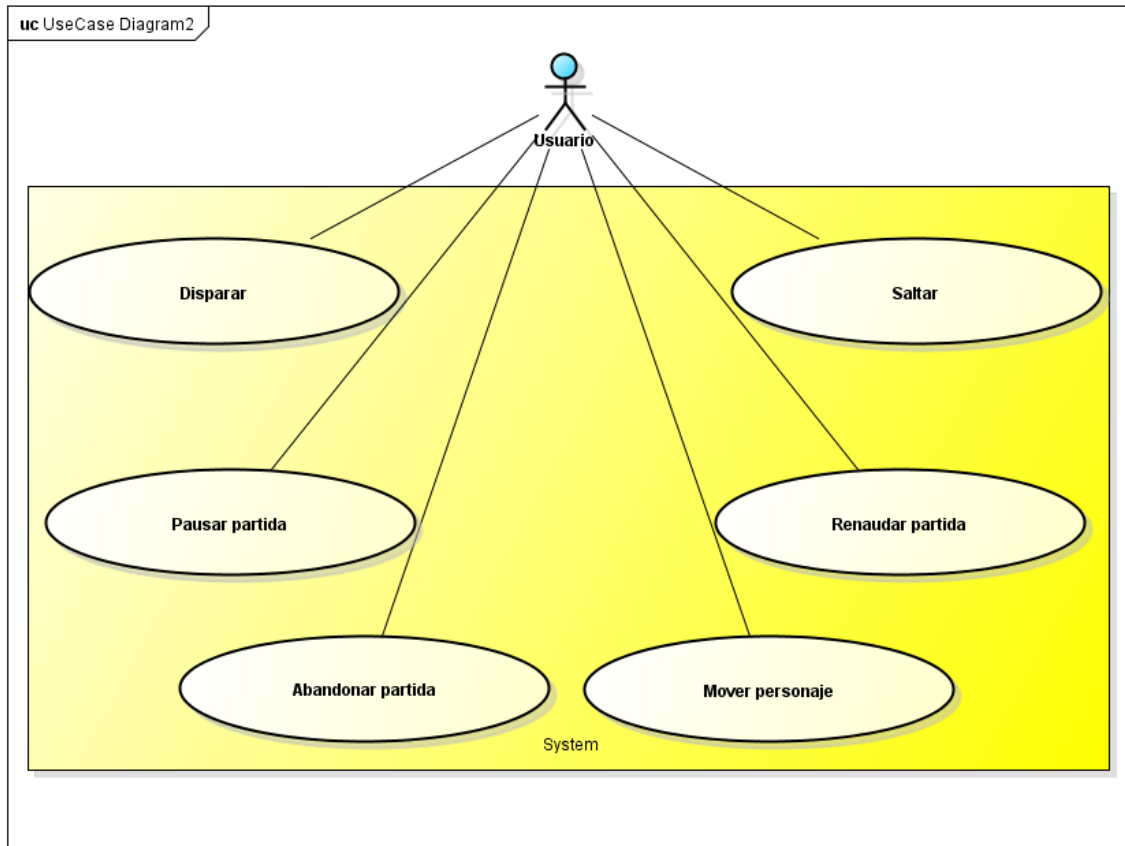 uc UseCase Diagram2
Usuario
Disparar
Saltar
Pausar partida
Renaudar partida
Abandonar partida
Mover personaje
System